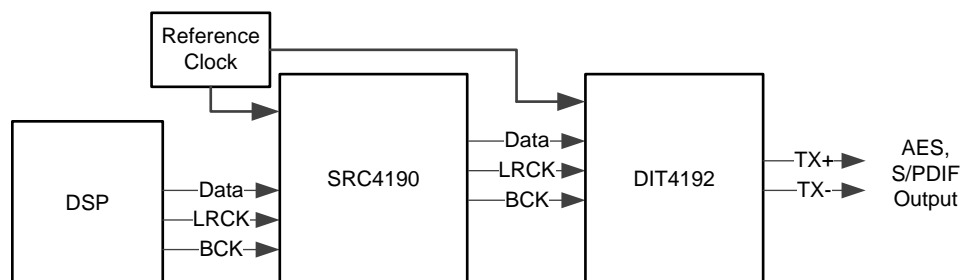 Reference
Clock
DSP
Data
LRCK
BCK
SRC4190
Data
LRCK
BCK
DIT4192
TX+
TX-
AES,
S/PDIF
Output